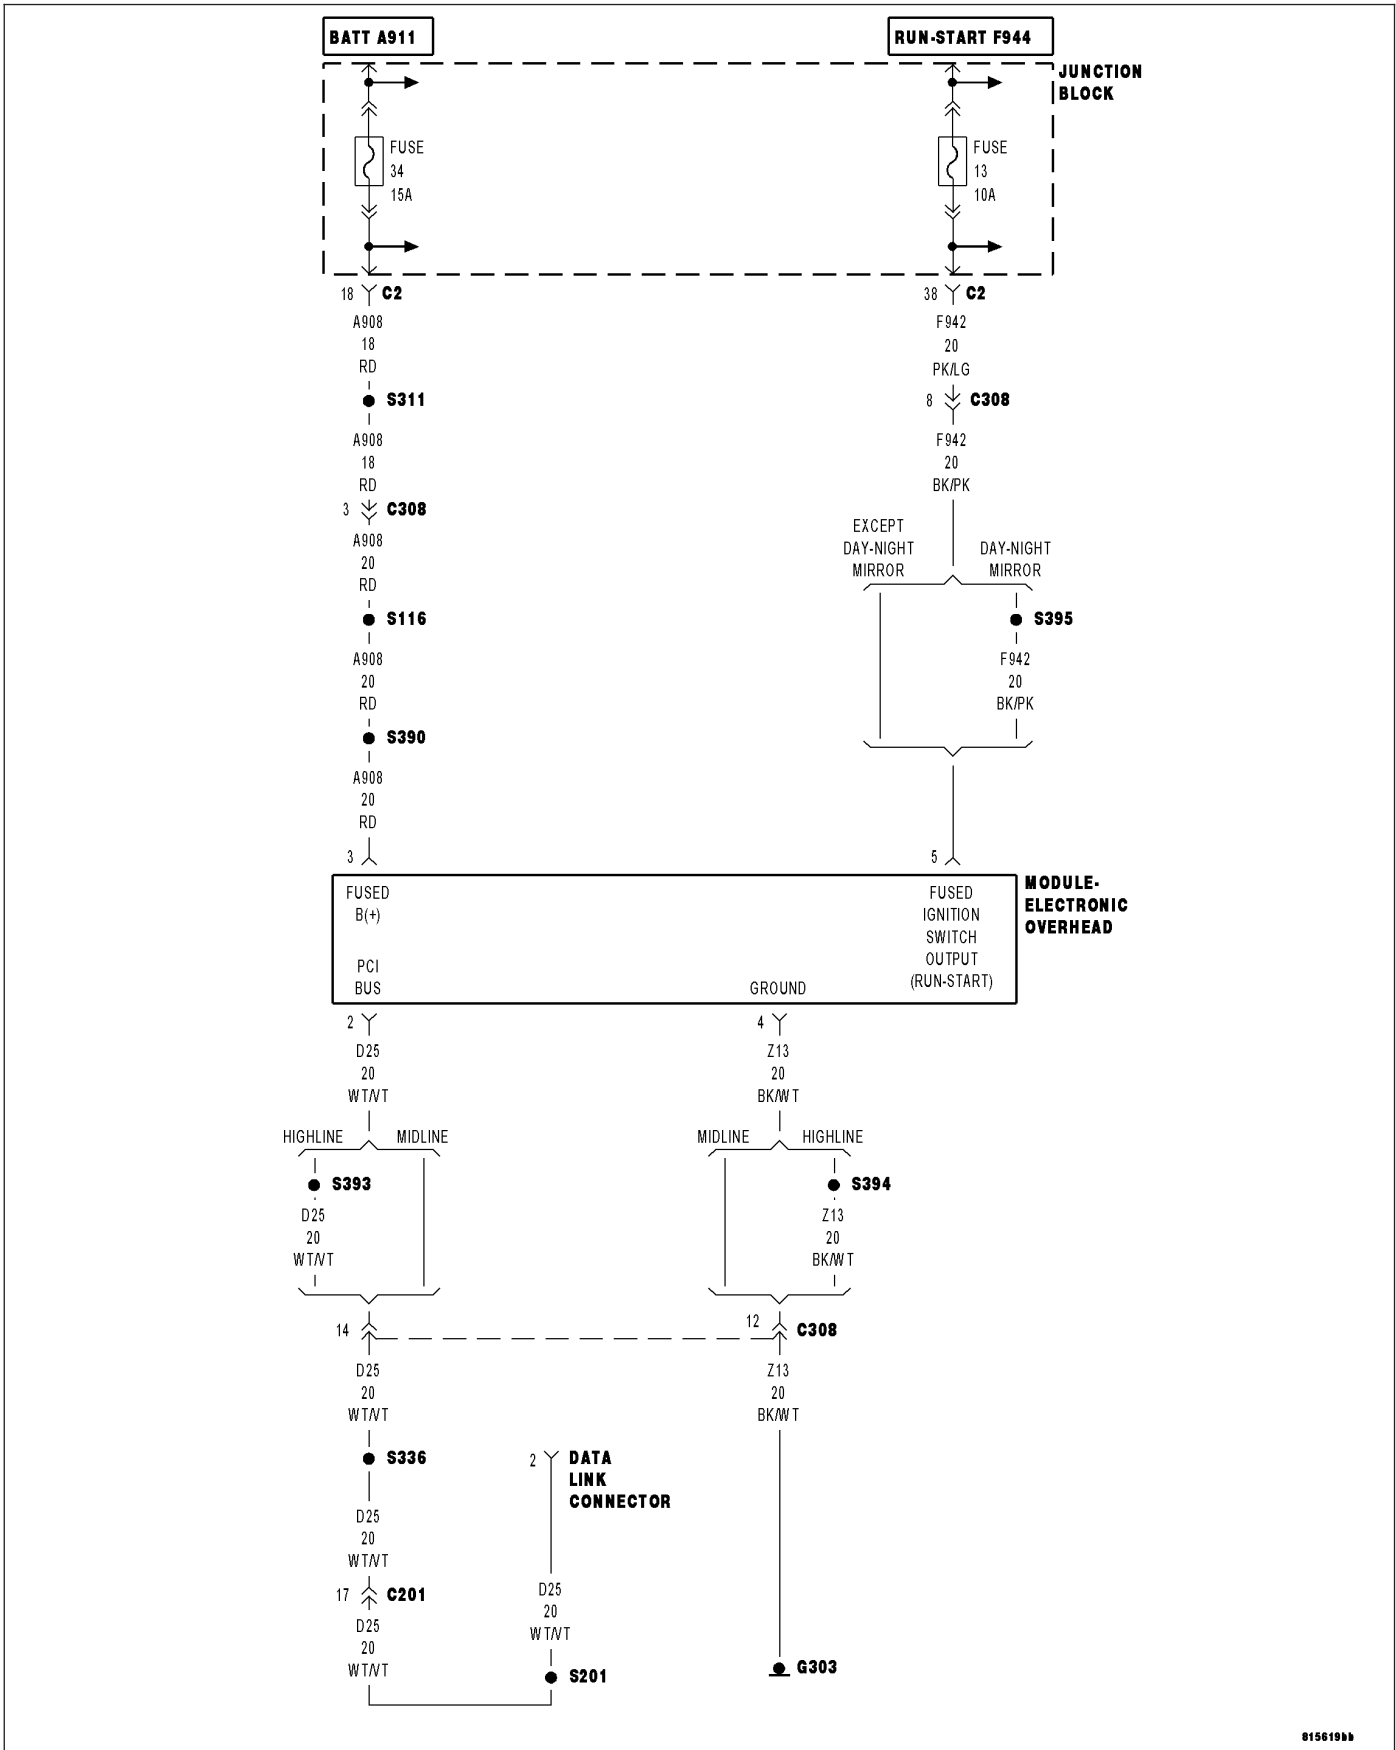 BATT A911
RUN-START F944
JUNCTION
BLOCK
FUSE
34
15A
FUSE
13
10A
18 C2
38 C2
A908
18
RD
F942
20
PK/LG
S311
8 C308
A908
18
RD
F942
20
BK/PK
3 C308
A908
20
RD
EXCEPT
DAY-NIGHT
MIRROR
DAY-NIGHT
MIRROR
S116
S395
A908
20
RD
F942
20
BK/PK
S390
A908
20
RD
3
5
FUSED
B(+)
FUSED
IGNITION
SWITCH
OUTPUT
(RUN-START)
MODULE-
ELECTRONIC
OVERHEAD
PCI
BUS
GROUND
2
4
D25
20
WT/VT
Z13
20
BK/WT
HIGHLINE
MIDLINE
MIDLINE
HIGHLINE
S393
S394
D25
20
WT/VT
Z13
20
BK/WT
14
12 C308
D25
20
WT/VT
Z13
20
BK/WT
S336
2 DATA
LINK
CONNECTOR
D25
20
WT/VT
17 C201
D25
20
WT/VT
D25
20
WT/VT
S201
G303
815619bb